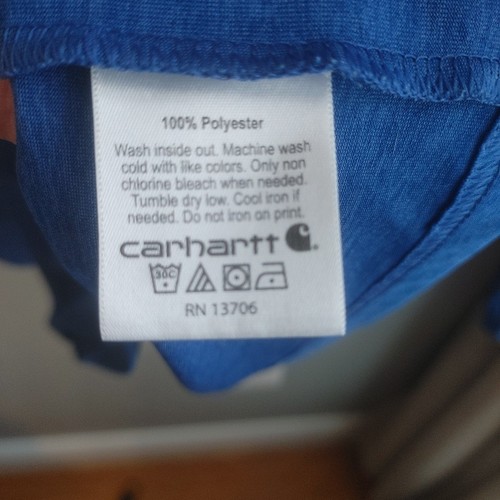 100% Polyester
Wash inside out. Machine wash
cold with like colors. Only non
chlorine bleach when needed.
Tumble dry low. Cool iron if
needed. Do not iron on print.
carhartt
30C
RN 13706